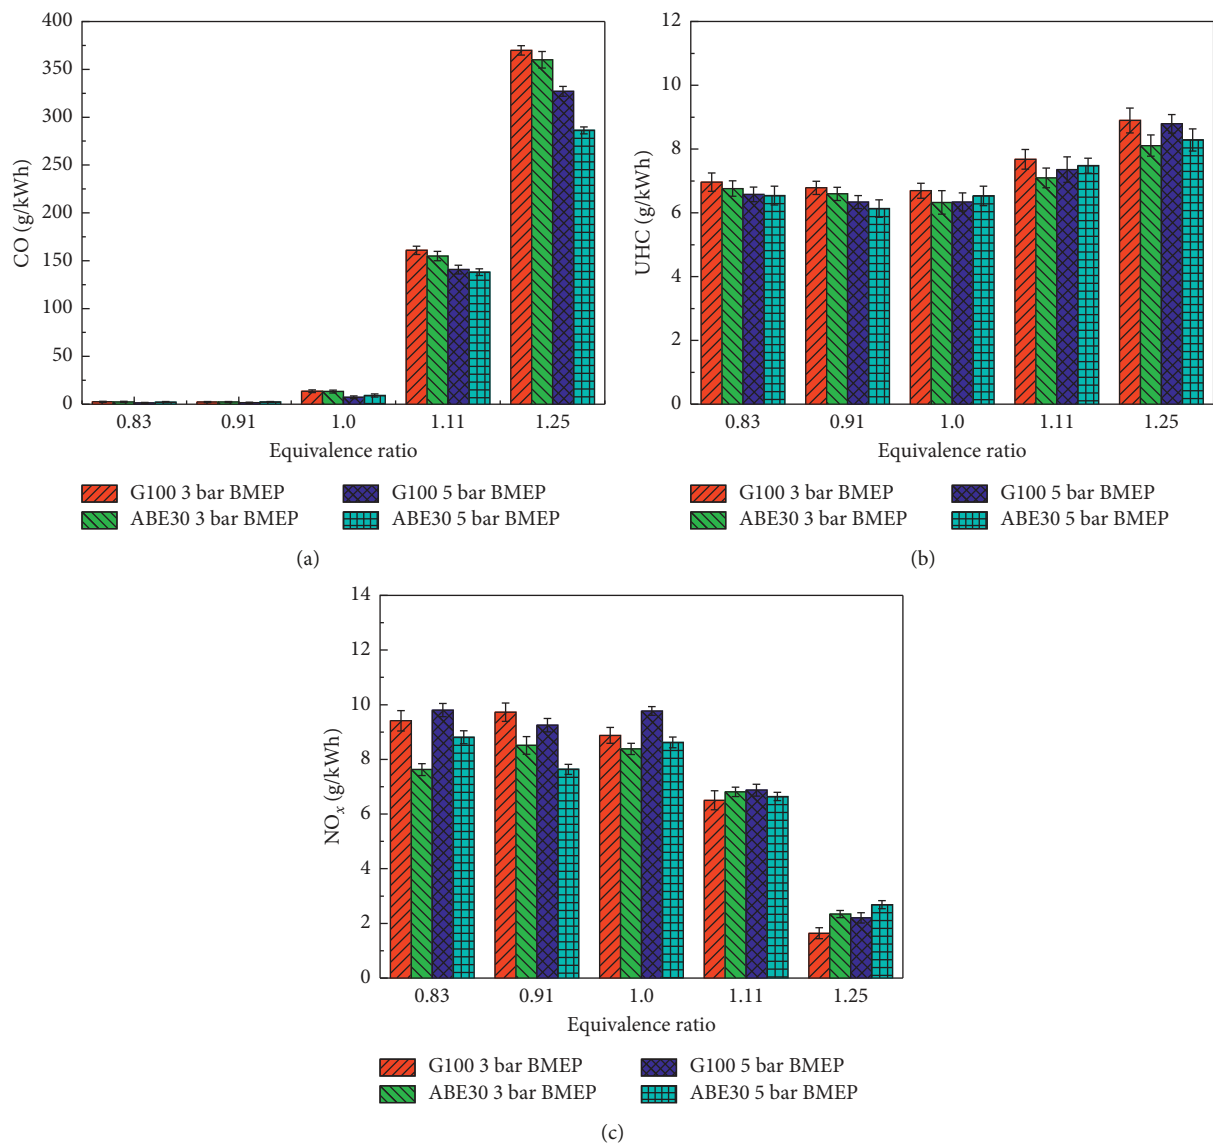 400
350
300
250
200
150
100
50
0
CO (g/kWh)
0.83 0.91 1.0 1.11 1.25
Equivalence ratio
G100 3 bar BMEP G100 5 bar BMEP
ABE30 3 bar BMEP ABE30 5 bar BMEP
(a)
12
10
8
6
4
2
0
UHC (g/kWh)
0.83 0.91 1.0 1.11 1.25
Equivalence ratio
G100 3 bar BMEP G100 5 bar BMEP
ABE30 3 bar BMEP ABE30 5 bar BMEP
(b)
14
12
10
8
6
4
2
0
NOx (g/kWh)
0.83 0.91 1.0 1.11 1.25
Equivalence ratio
G100 3 bar BMEP G100 5 bar BMEP
ABE30 3 bar BMEP ABE30 5 bar BMEP
(c)